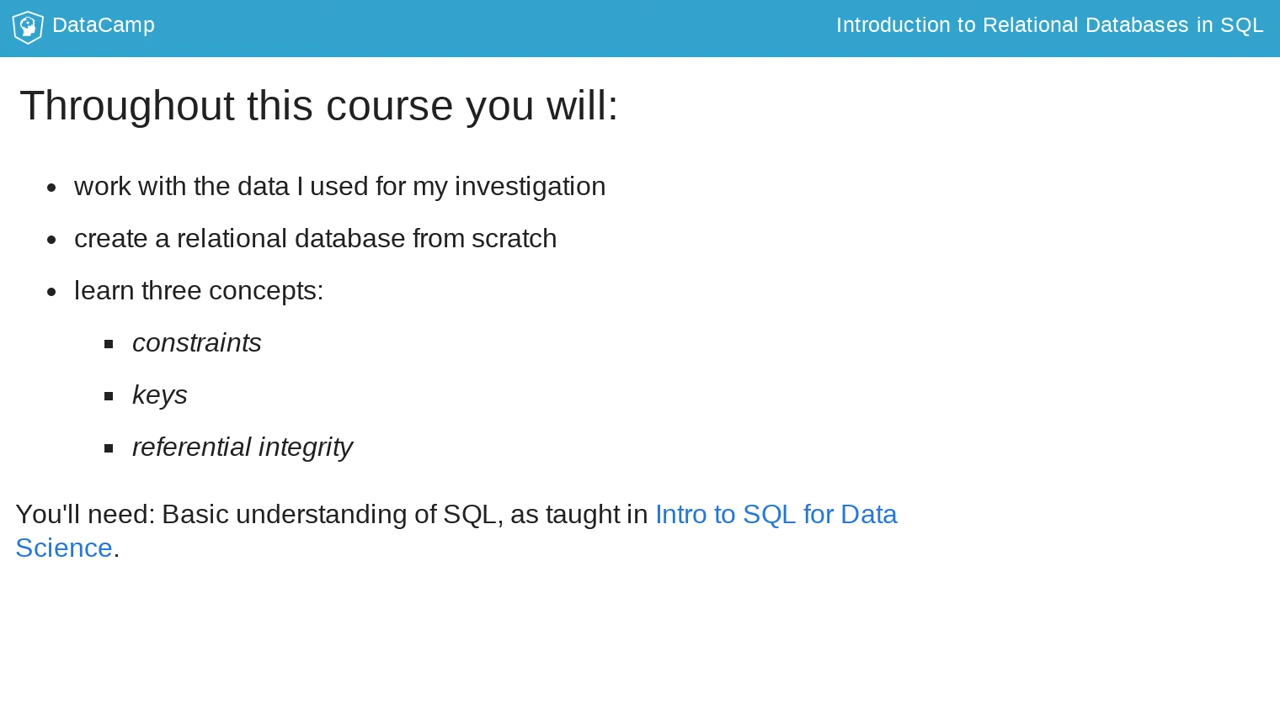 DataCamp
Introduction to Relational Databases in SQL
Throughout this course you will:
work with the data I used for my investigation
create a relational database from scratch
learn three concepts:
constraints
keys
referential integrity
You'll need: Basic understanding of SQL, as taught in Intro to SQL for Data
Science.